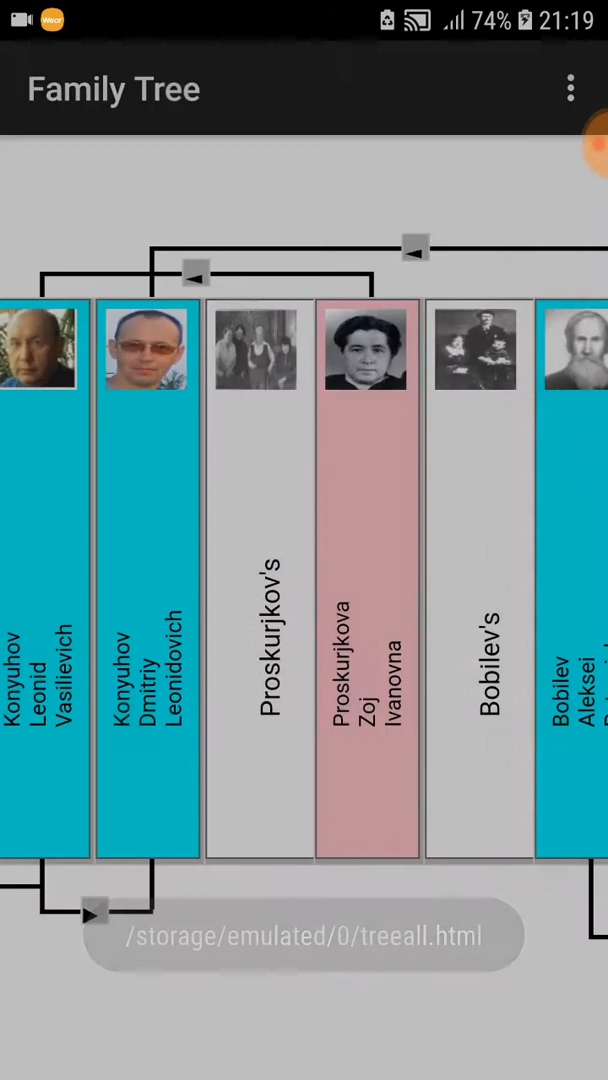 Wear
74%
21:19
Family Tree
Konyuhov
Leonid
Vasilievich
Konyuhov
Dmitriy
Leonidovich
Proskurjkov's
Proskurjkova
Zoj
Ivanovna
Bobilev's
Bobilev
Aleksei
/storage/emulated/0/treeall.html